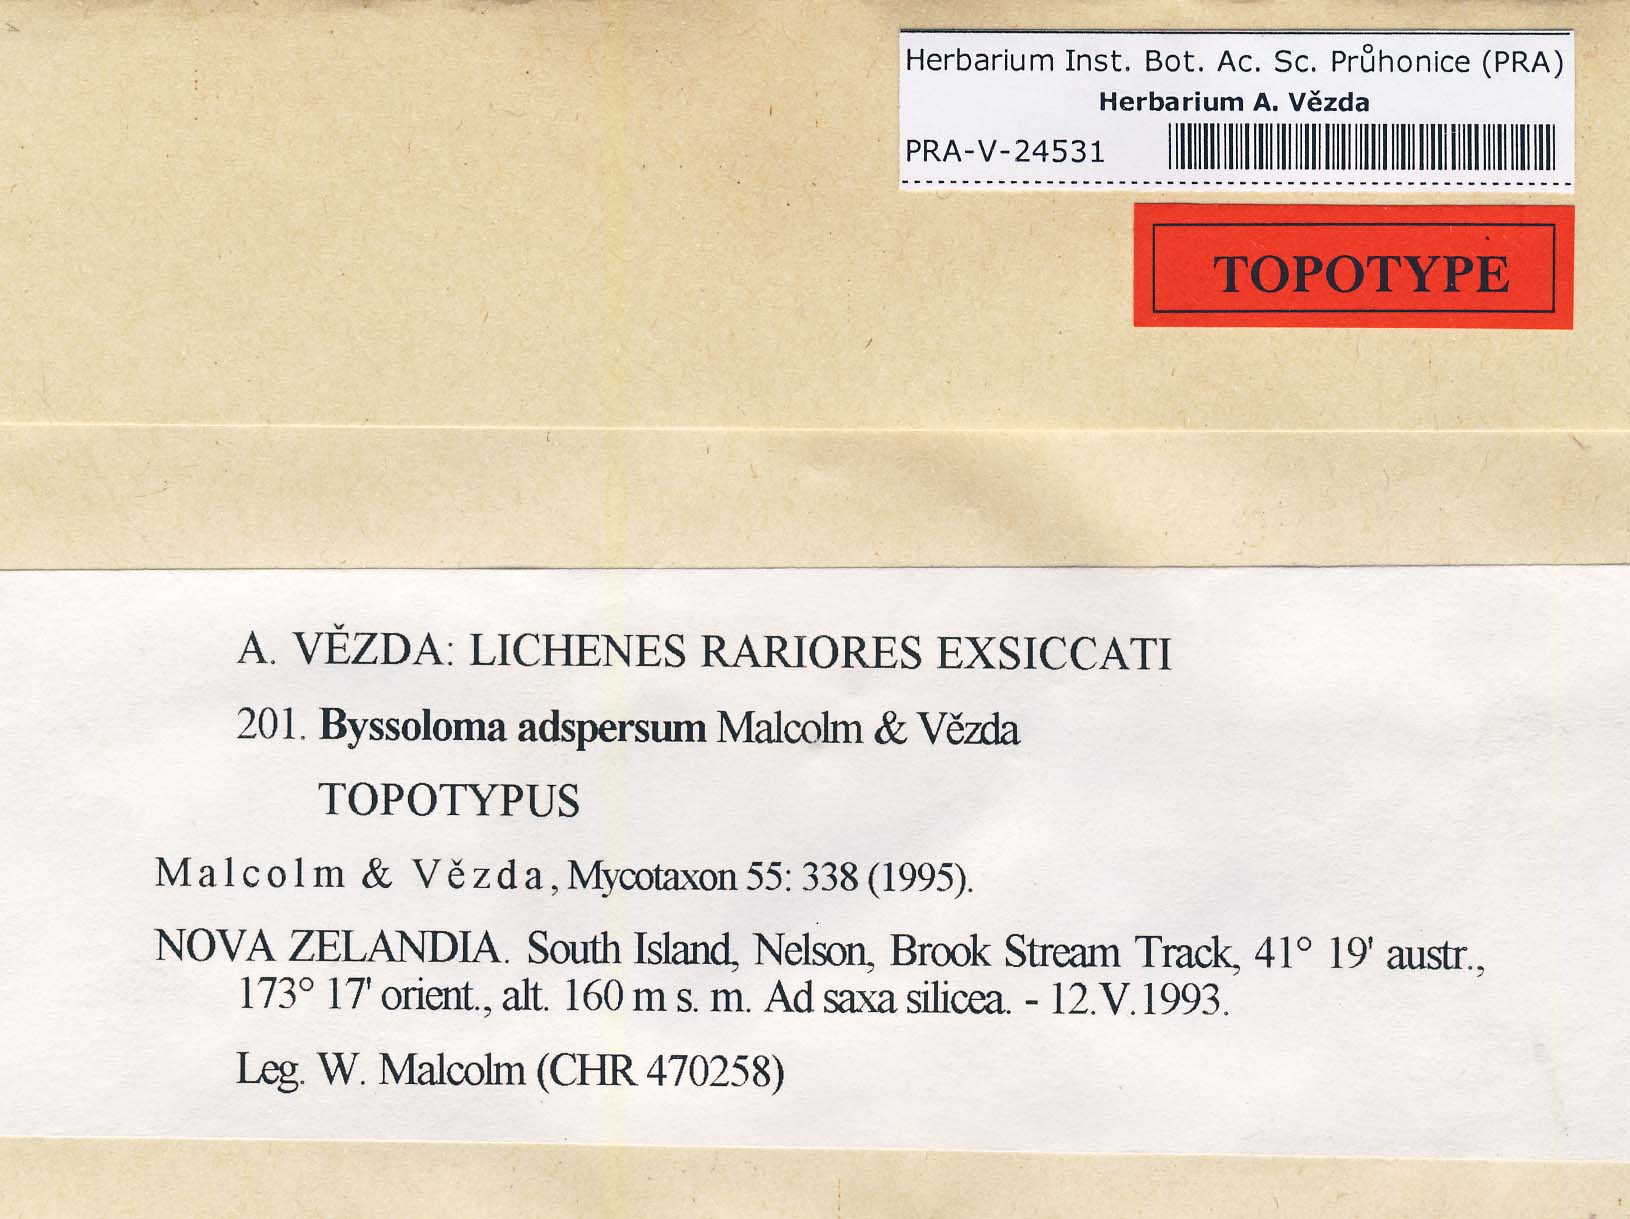 Herbarium Inst. Bot. Ac. Sc. Průhonice (PRA)
Herbarium A. Vězda
PRA-V-24531
TOPOTYPE
A. VĚZDA: LICHENES RARIORES EXSICCATI
201. Byssoloma adspersum Malcolm & Vězda
TOPOTYPUS
Malcolm & Vězda, Mycotaxon 55: 338 (1995).
NOVA ZELANDIA. South Island, Nelson, Brook Stream Track, 41° 19' austr.,
173° 17' orient., alt. 160 m s. m. Ad saxa silicea. - 12.V.1993.
Leg. W. Malcolm (CHR 470258)